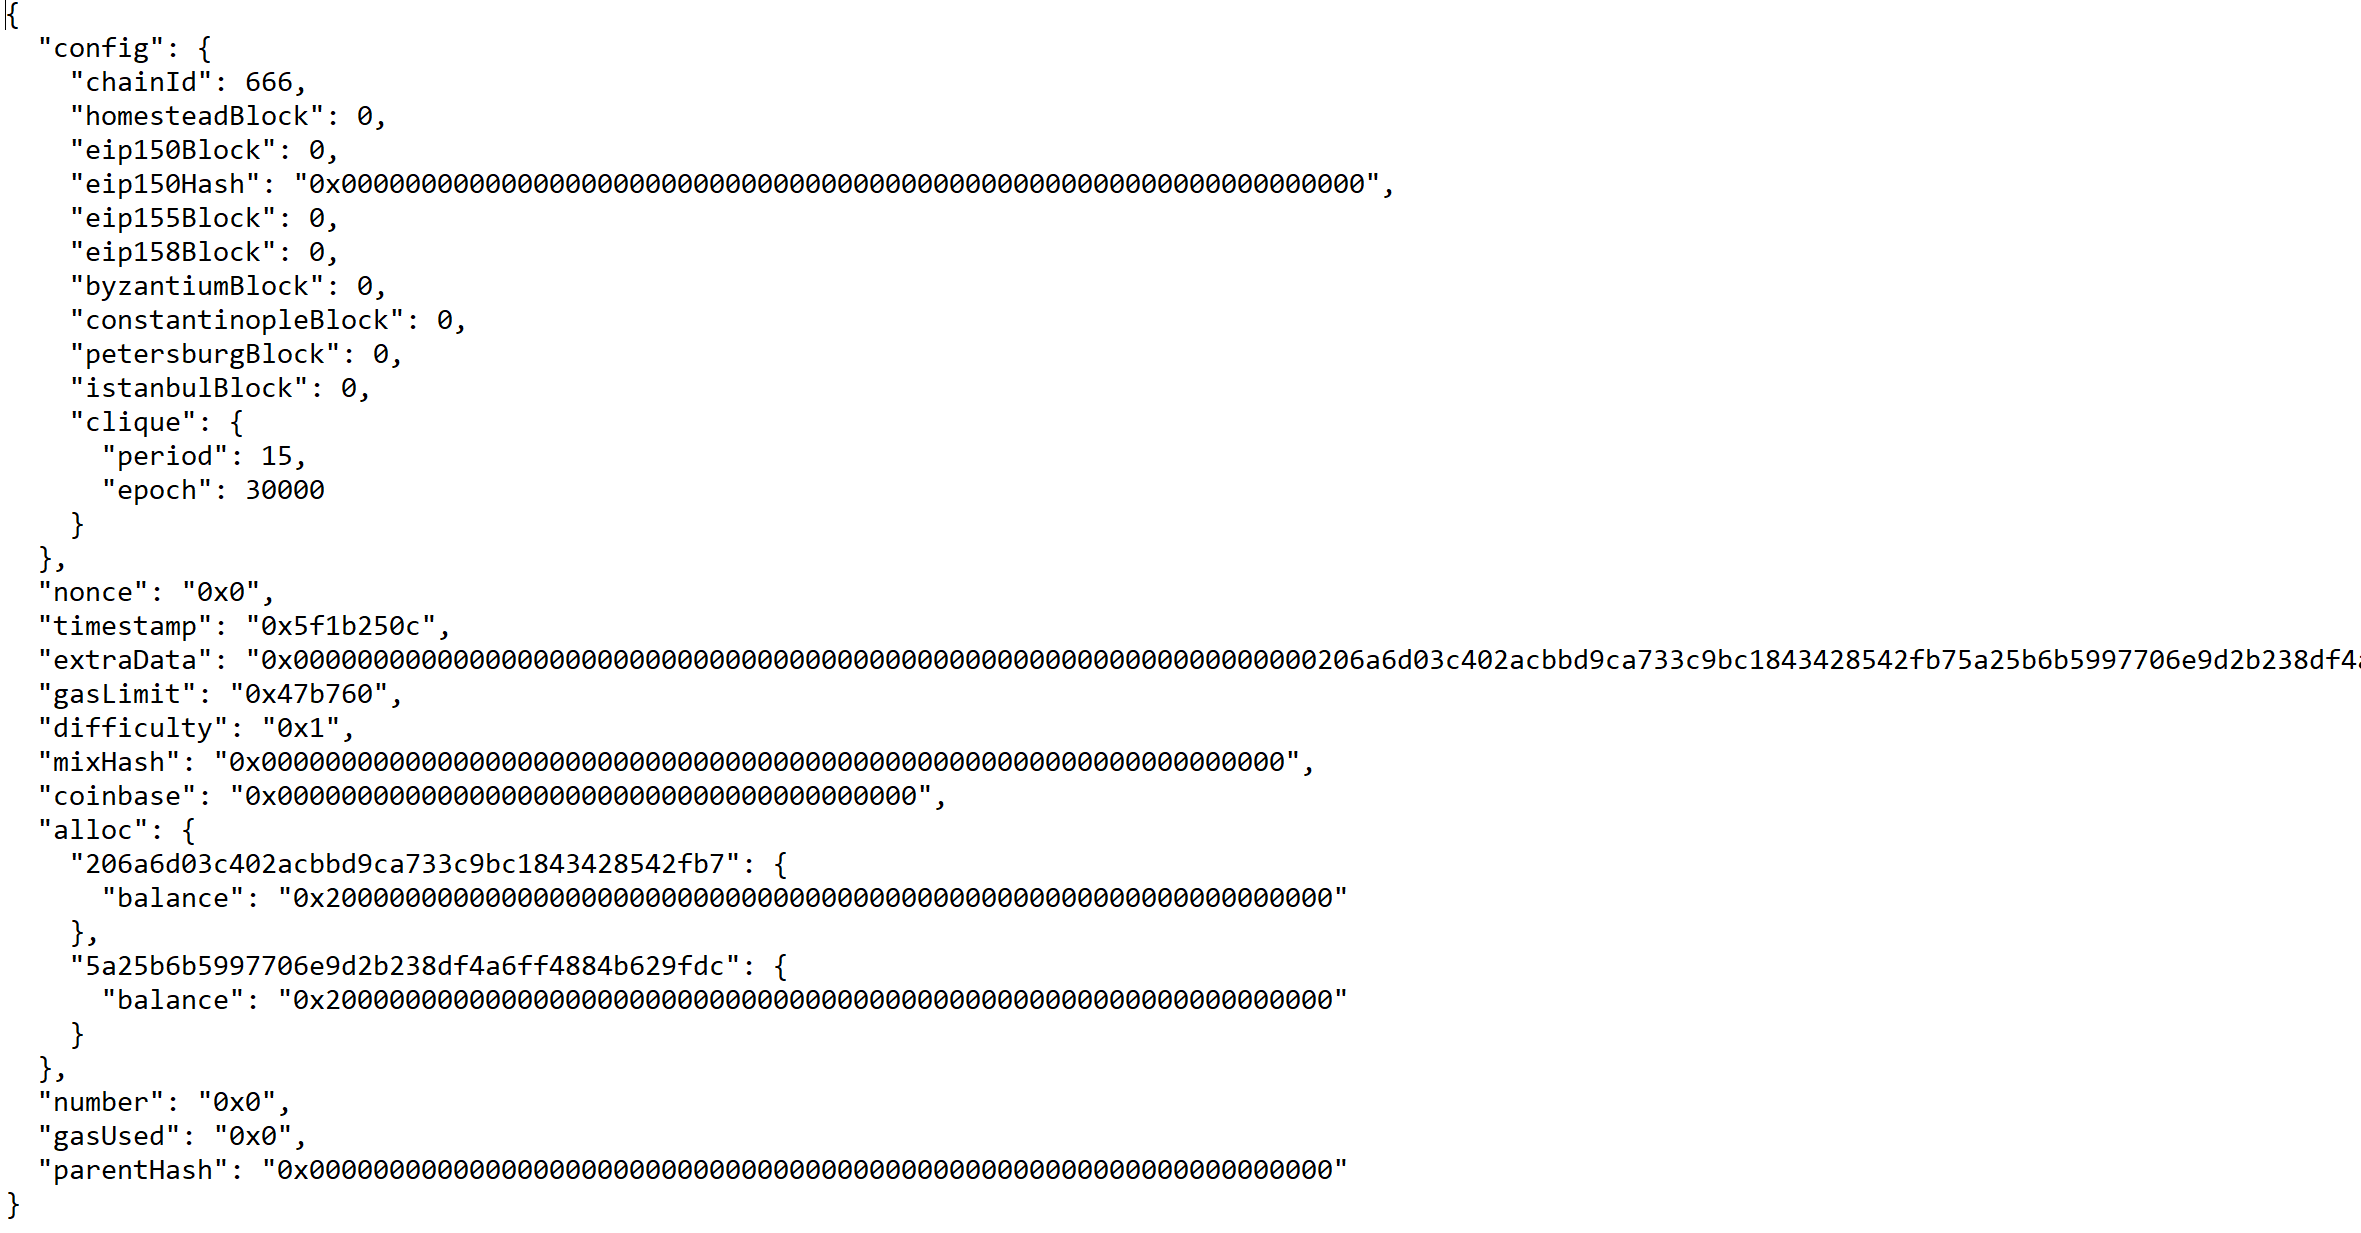 {
  "config": {
    "chainId": 666,
    "homesteadBlock": 0,
    "eip150Block": 0,
    "eip150Hash": "0x0000000000000000000000000000000000000000000000000000000000000000",
    "eip155Block": 0,
    "eip158Block": 0,
    "byzantiumBlock": 0,
    "constantinopleBlock": 0,
    "petersburgBlock": 0,
    "istanbulBlock": 0,
    "clique": {
      "period": 15,
      "epoch": 30000
    }
  },
  "nonce": "0x0",
  "timestamp": "0x5f1b250c",
  "extraData": "0x0000000000000000000000000000000000000000000000000000000000000000206a6d03c402acbbd9ca733c9bc1843428542fb75a25b6b5997706e9d2b238df4
  "gasLimit": "0x47b760",
  "difficulty": "0x1",
  "mixHash": "0x0000000000000000000000000000000000000000000000000000000000000000",
  "coinbase": "0x0000000000000000000000000000000000000000",
  "alloc": {
    "206a6d03c402acbbd9ca733c9bc1843428542fb7": {
      "balance": "0x200000000000000000000000000000000000000000000000000000000000000"
    },
    "5a25b6b5997706e9d2b238df4a6ff4884b629fdc": {
      "balance": "0x200000000000000000000000000000000000000000000000000000000000000"
    }
  },
  "number": "0x0",
  "gasUsed": "0x0",
  "parentHash": "0x0000000000000000000000000000000000000000000000000000000000000000"
}